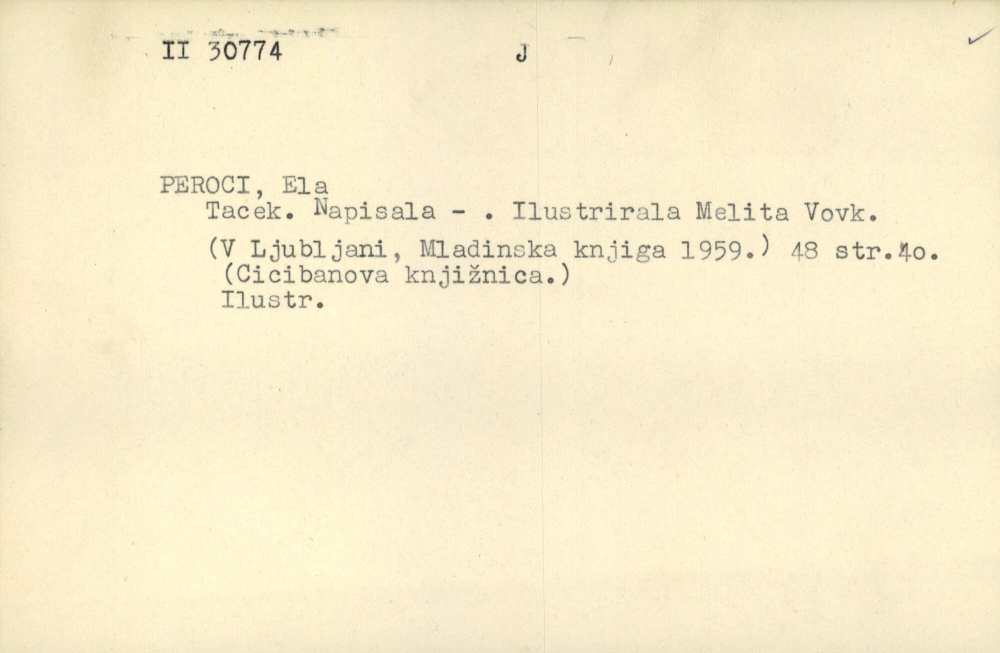 II 30774 J
PEROCI, Ela
Tacek. Napisala - . Ilustrirala Melita Vovk.
(V Ljubljani, Mladinska knjiga 1959.) 48 str.4o.
(Cicibanova knjižnica.)
Ilustr.